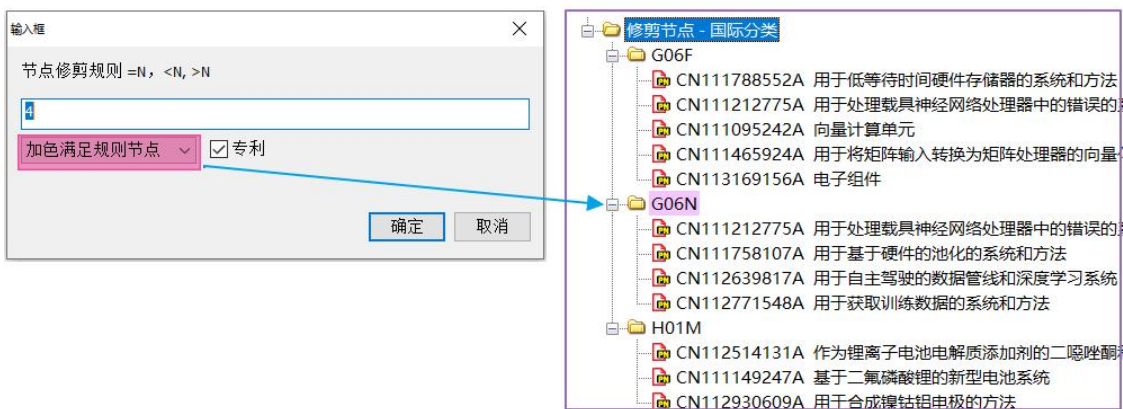 输入框
节点修剪规则 =N，<N, >N
4
加色满足规则节点
专利
确定
取消
修剪节点 - 国际分类
G06F
CN111788552A 用于低等待时间硬件存储器的系统和方法
CN111212775A 用于处理载具神经网络处理器中的错误的
CN111095242A 向量计算单元
CN111465924A 用于将矩阵输入转换为矩阵处理器的向量
CN113169156A 电子组件
G06N
CN111212775A 用于处理载具神经网络处理器中的错误的
CN111758107A 用于基于硬件的池化的系统和方法
CN112639817A 用于自主驾驶的数据管线和深度学习系统
CN112771548A 用于获取训练数据的系统和方法
H01M
CN112514131A 作为锂离子电池电解质添加剂的二噁唑酮
CN111149247A 基于二氟磷酸锂的新型电池系统
CN112930609A 用于合成镍钴铝电极的方法